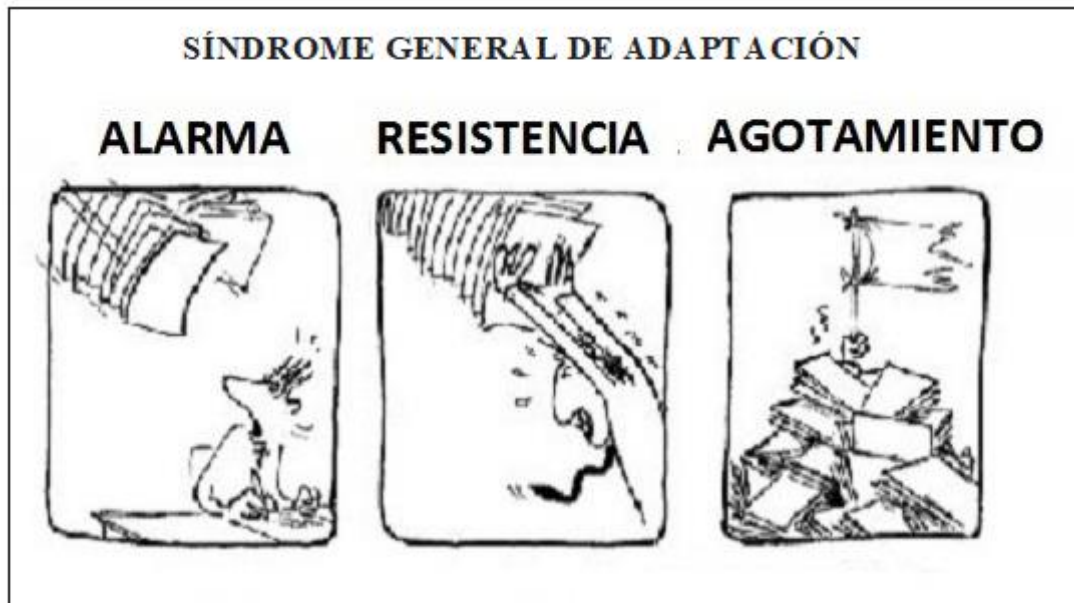 SÍNDROME GENERAL DE ADAPTACIÓN
ALARMA RESISTENCIA AGOTAMIENTO